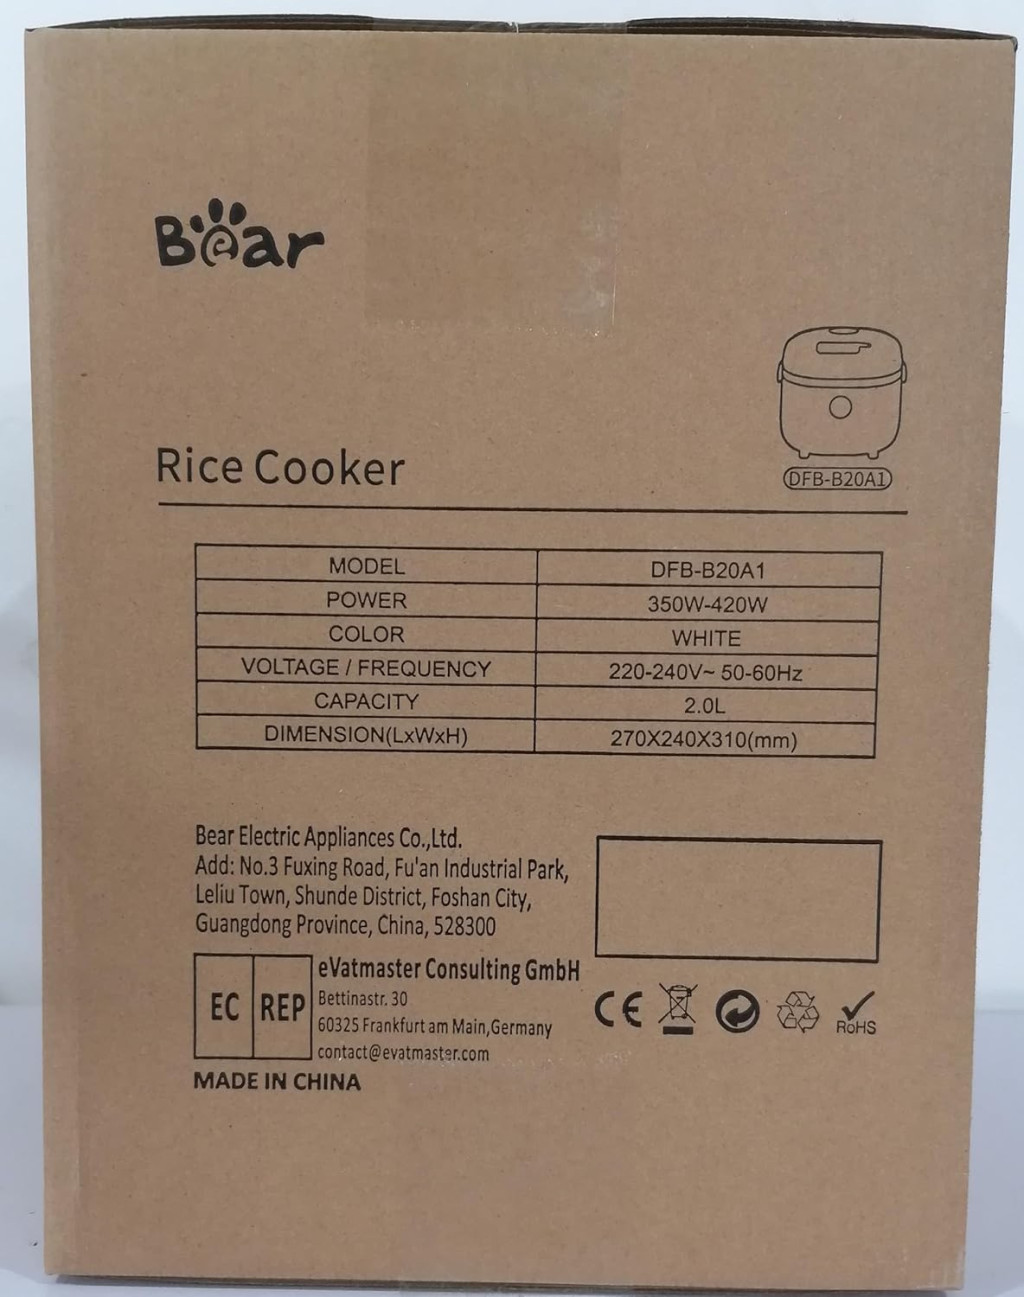 Bear
DFB-B20A1
Rice Cooker
MODEL DFB-B20A1
POWER 350W-420W
COLOR WHITE
VOLTAGE / FREQUENCY 220-240V~ 50-60Hz
CAPACITY 2.0L
DIMENSION(LxWxH) 270X240X310(mm)
Bear Electric Appliances Co.,Ltd.
Add: No.3 Fuxing Road, Fu'an Industrial Park,
Leliu Town, Shunde District, Foshan City,
Guangdong Province, China, 528300
EC REP
eVatmaster Consulting GmbH
Bettinastr. 30
60325 Frankfurt am Main,Germany
contact@evatmaster.com
CE
RoHS
MADE IN CHINA